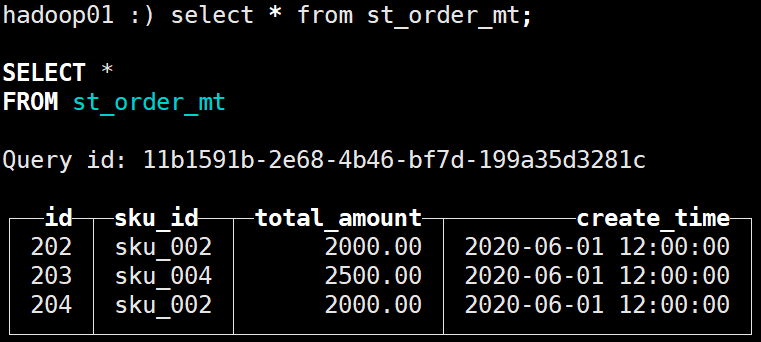 hadoop01 :) select * from st_order_mt;
SELECT *
FROM st_order_mt
Query id: 11b1591b-2e68-4b46-bf7d-199a35d3281c
id sku_id total_amount create_time
202 sku_002 2000.00 2020-06-01 12:00:00
203 sku_004 2500.00 2020-06-01 12:00:00
204 sku_002 2000.00 2020-06-01 12:00:00